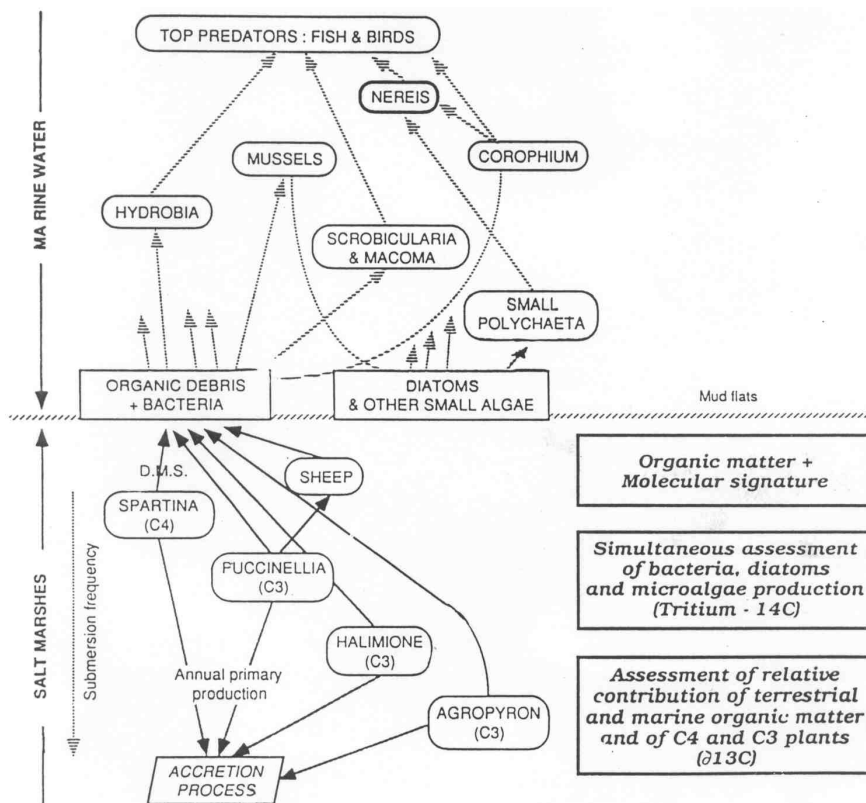 TOP PREDATORS : FISH & BIRDS
NEREIS
MUSSELS
COROPHIUM
HYDROBIA
SCROBICULARIA
& MACOMA
SMALL
POLYCHAETA
MARINE WATER
ORGANIC DEBRIS
+ BACTERIA
DIATOMS
& OTHER SMALL ALGAE
Mud flats
D.M.S.
SHEEP
SPARTINA
(C4)
PUCCINELLIA
(C3)
HALIMIONE
(C3)
Annual primary
production
AGROPYRON
(C3)
ACCRETION
PROCESS
SALT MARSHES
Submersion frequency
Organic matter +
Molecular signature
Simultaneous assessment
of bacteria, diatoms
and microalgae production
(Tritium - 14C)
Assessment of relative
contribution of terrestrial
and marine organic matter
and of C4 and C3 plants
(∂13C)